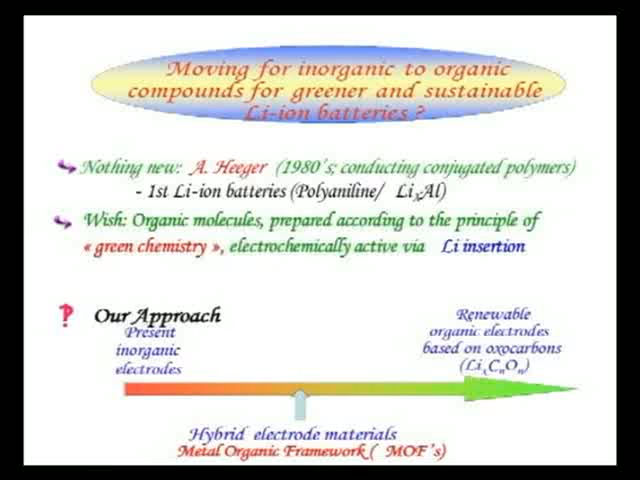 Moving for inorganic to organic
compounds for greener and sustainable
Li-ion batteries ?
Nothing new: A. Heeger (1980's; conducting conjugated polymers)
- 1st Li-ion batteries (Polyaniline/ LiₓAl)
Wish: Organic molecules, prepared according to the principle of
« green chemistry », electrochemically active via Li insertion
? Our Approach
Present
inorganic
electrodes
Renewable
organic electrodes
based on oxocarbons
(LiₓCₙOₙ)
Hybrid electrode materials
Metal Organic Framework ( MOF's)